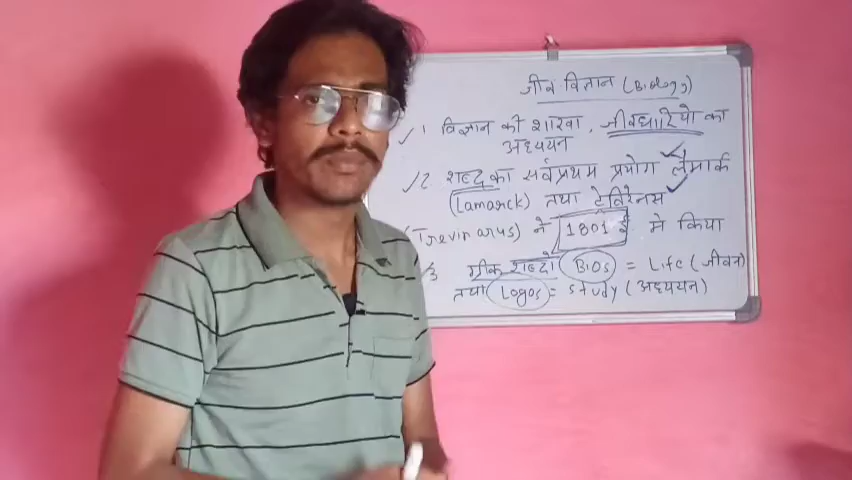 जीव विज्ञान (Biology)
1 विज्ञान की शाखा, जीवधारियो का
अध्ययन
2 शब्द का सर्वप्रथम प्रयोग लैमार्क
(Lamarck) तथा ट्रेविरेनस
(Trevinarus) ने 1801 ई मे किया
3 ग्रीक शब्दो Bios = Life (जीवन)
तथा Logos = study (अध्ययन)